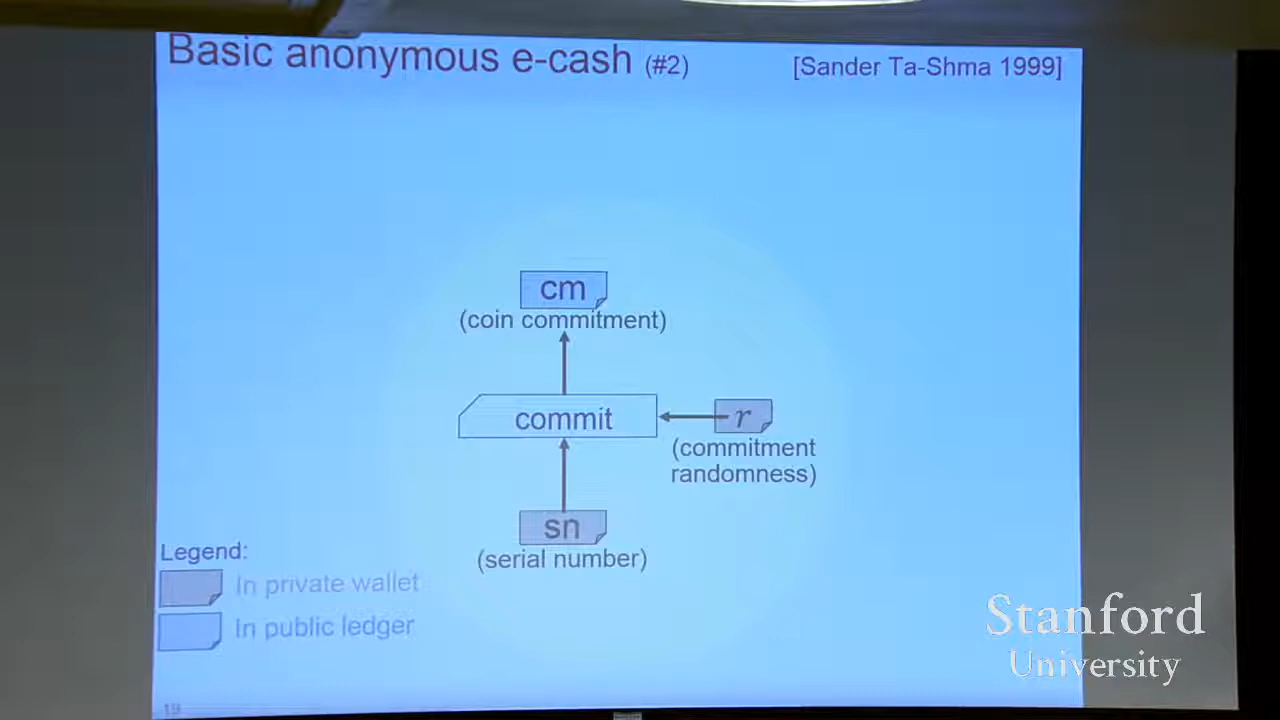 Basic anonymous e-cash (#2)
[Sander Ta-Shma 1999]
cm
(coin commitment)
commit
r
(commitment
randomness)
sn
(serial number)
Legend:
In private wallet
In public ledger
19
Stanford
University